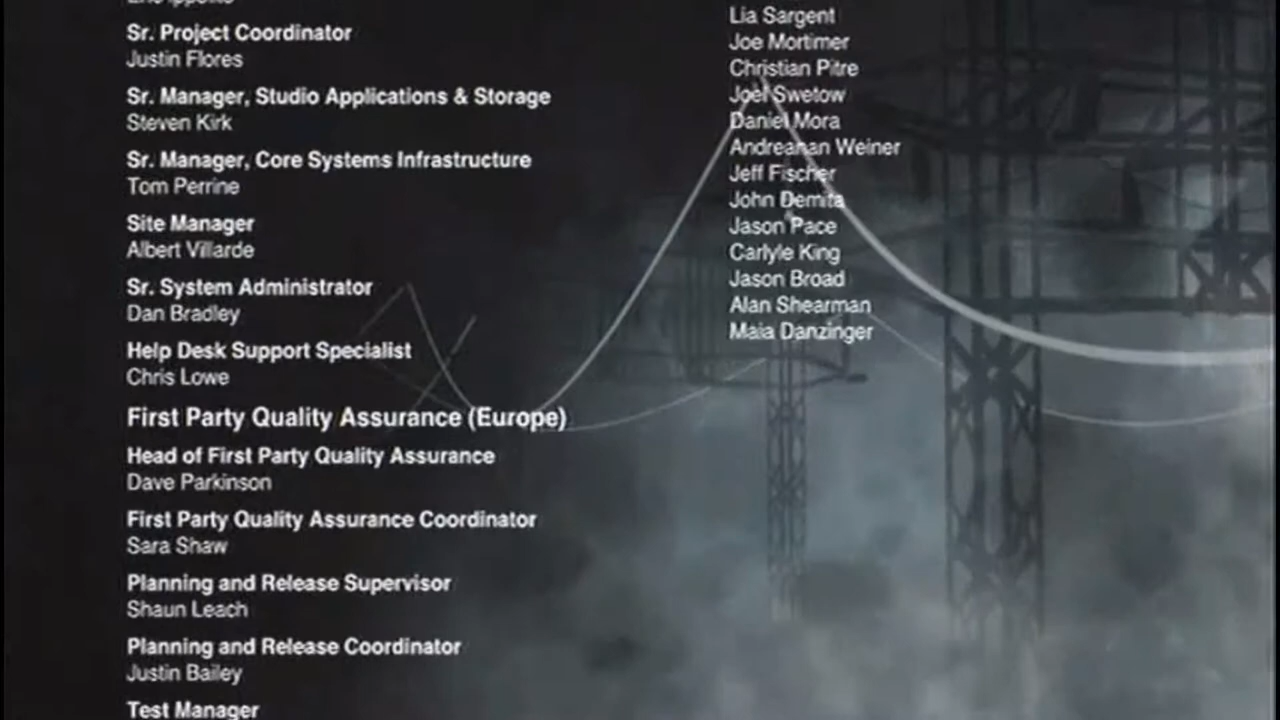 Sr. Project Coordinator
Justin Flores
Sr. Manager, Studio Applications & Storage
Steven Kirk
Sr. Manager, Core Systems Infrastructure
Tom Perrine
Site Manager
Albert Villarde
Sr. System Administrator
Dan Bradley
Help Desk Support Specialist
Chris Lowe
First Party Quality Assurance (Europe)
Head of First Party Quality Assurance
Dave Parkinson
First Party Quality Assurance Coordinator
Sara Shaw
Planning and Release Supervisor
Shaun Leach
Planning and Release Coordinator
Justin Bailey
Test Manager
Lia Sargent
Joe Mortimer
Christian Pitre
Joel Swetow
Daniel Mora
Andreanan Weiner
Jeff Fischer
John Demita
Jason Pace
Carlyle King
Jason Broad
Alan Shearman
Maia Danzinger